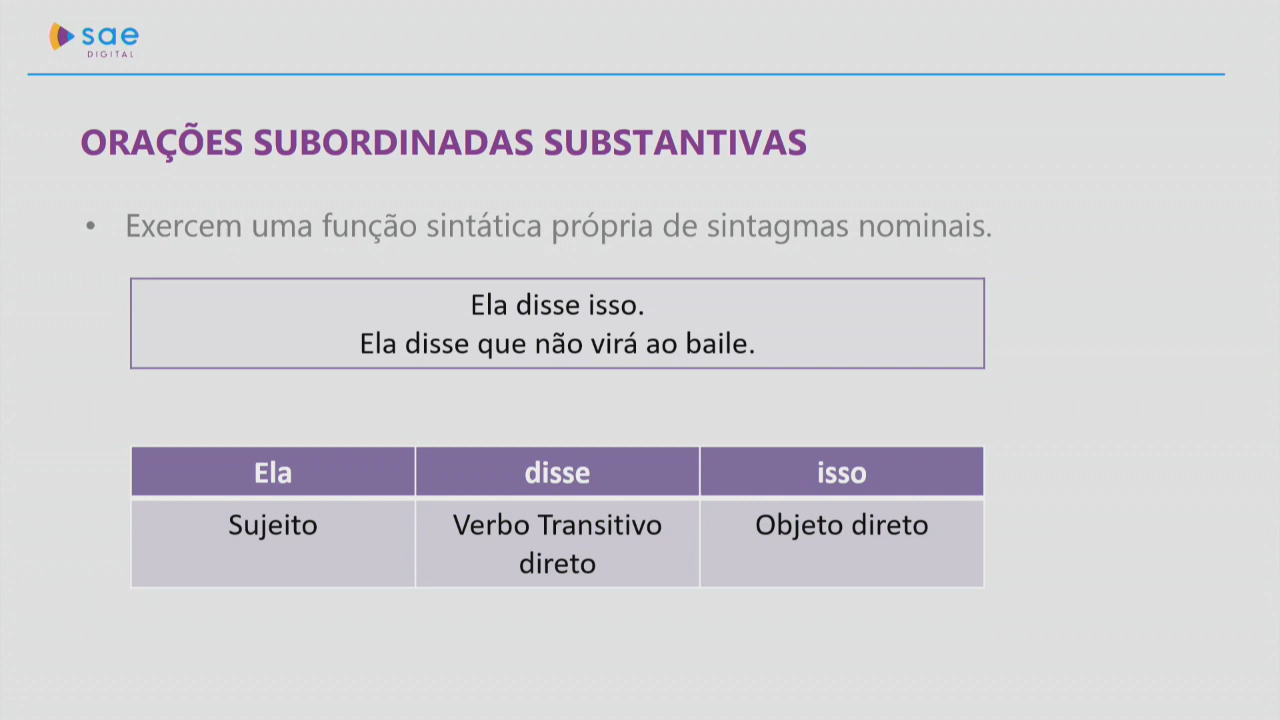 sae
DIGITAL
ORAÇÕES SUBORDINADAS SUBSTANTIVAS
• Exercem uma função sintática própria de sintagmas nominais.
Ela disse isso.
Ela disse que não virá ao baile.
Ela disse isso
Sujeito Verbo Transitivo direto Objeto direto